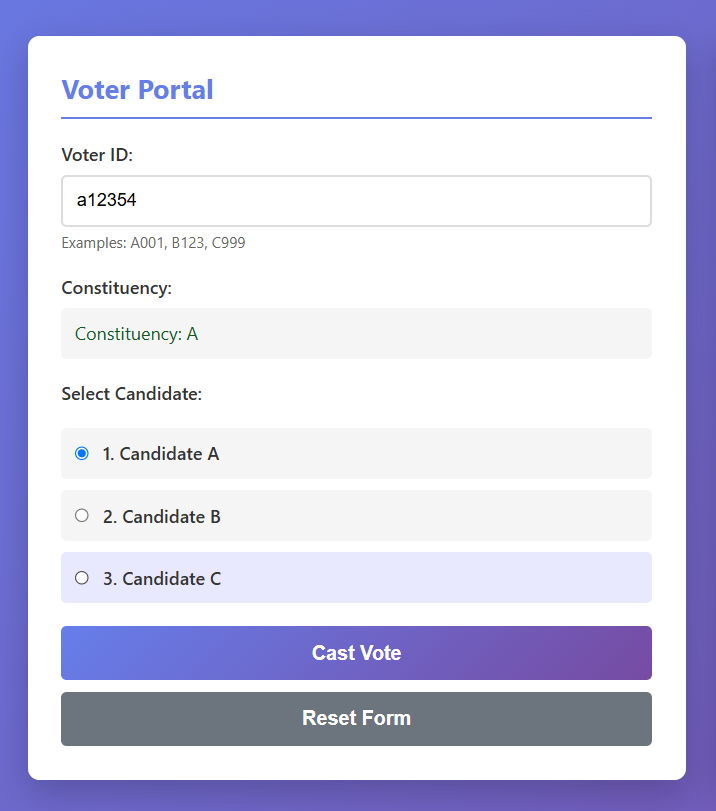 Voter Portal
Voter ID:
a12354
Examples: A001, B123, C999
Constituency:
Constituency: A
Select Candidate:
1. Candidate A
2. Candidate B
3. Candidate C
Cast Vote
Reset Form